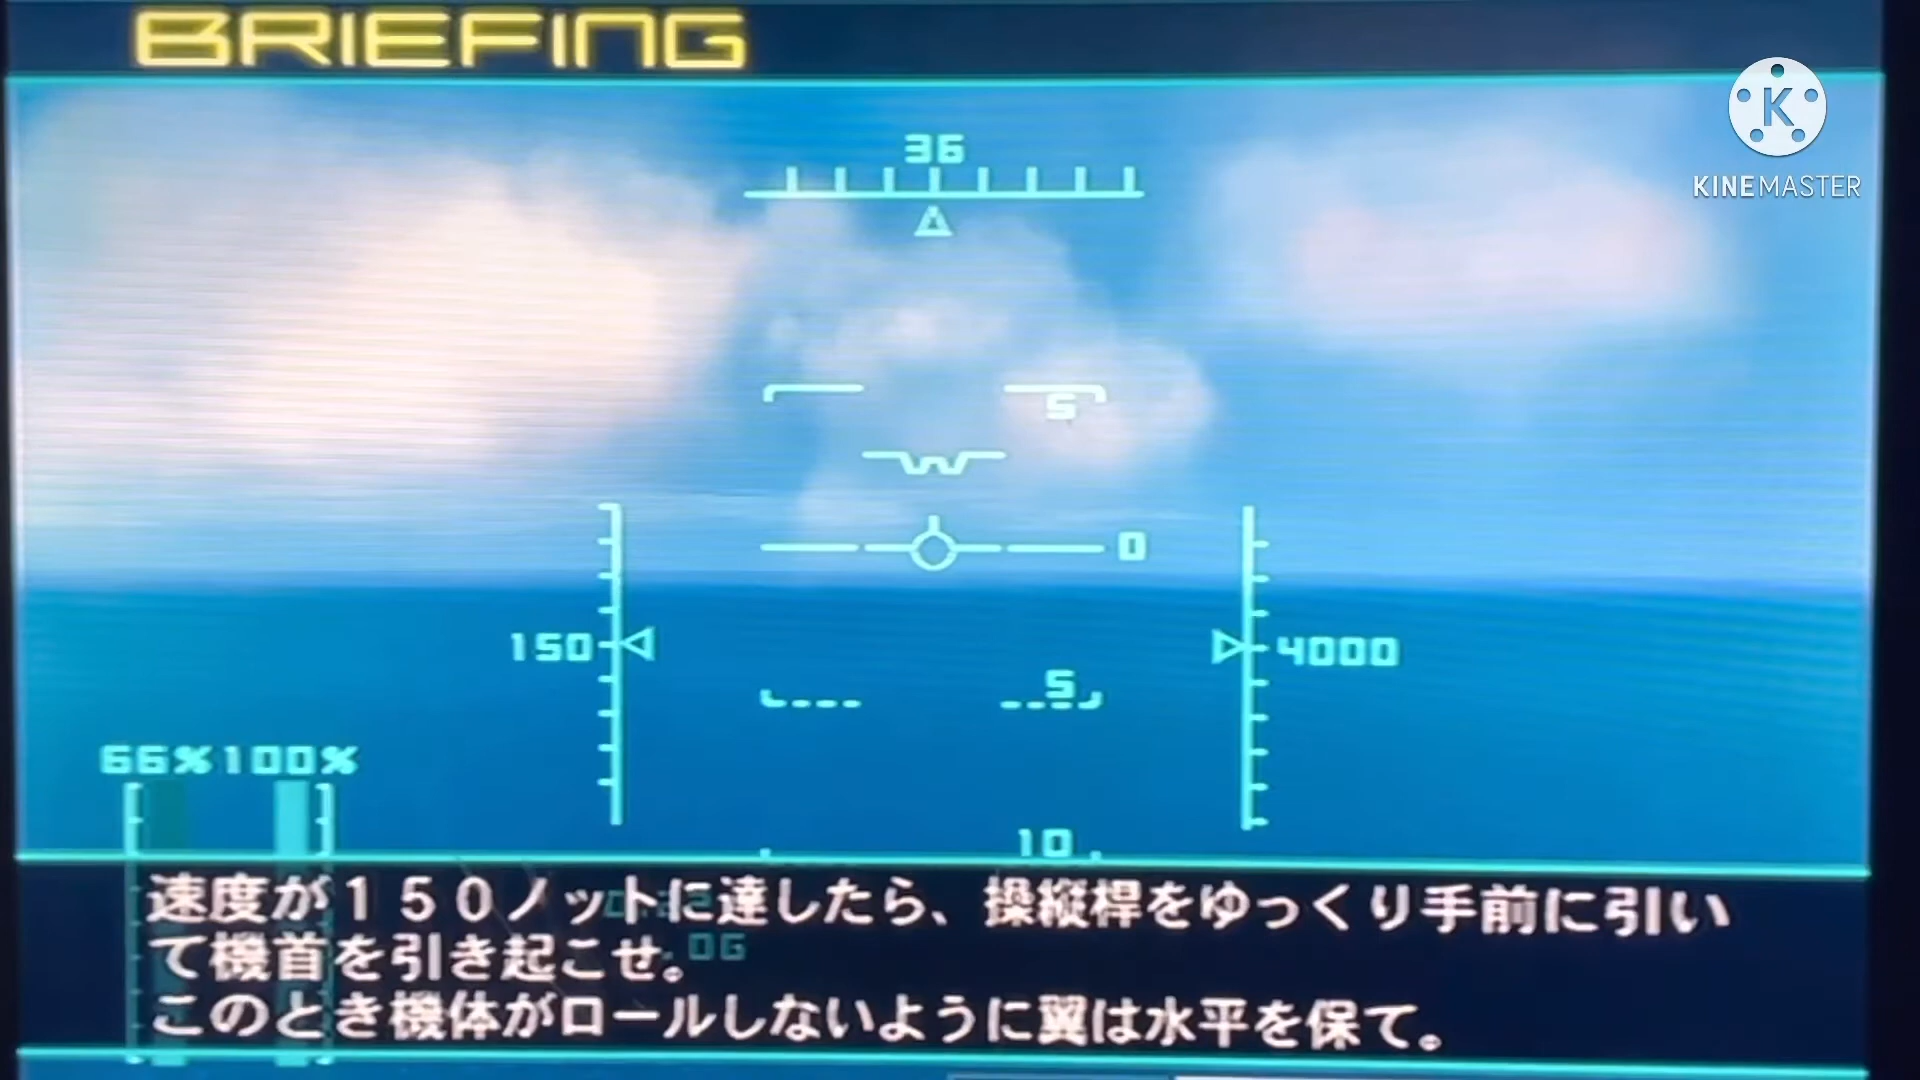 BRIEFING
KINEMASTER
36
5
0
150
4000
5
66% 100%
10
速度が150ノットに達したら、操縦桿をゆっくり手前に引い
て機首を引き起こせ。
.0G
このとき機体がロールしないように翼は水平を保て。